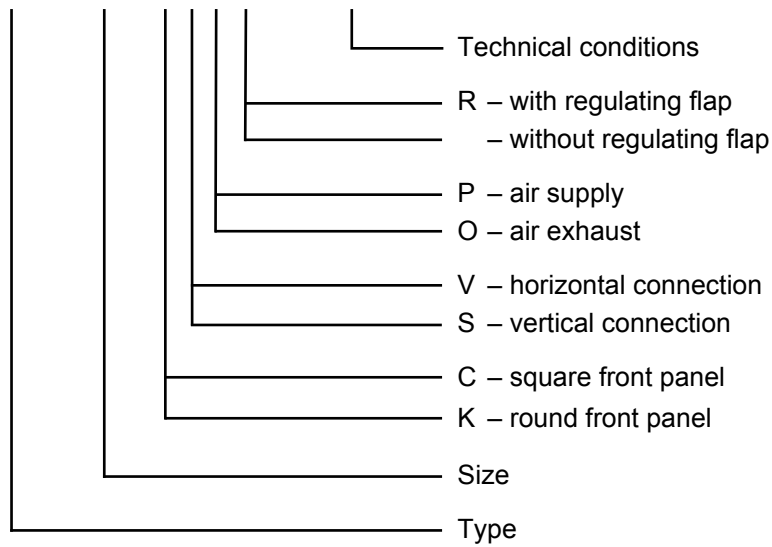 Technical conditions
R – with regulating flap
– without regulating flap
P – air supply
O – air exhaust
V – horizontal connection
S – vertical connection
C – square front panel
K – round front panel
Size
Type